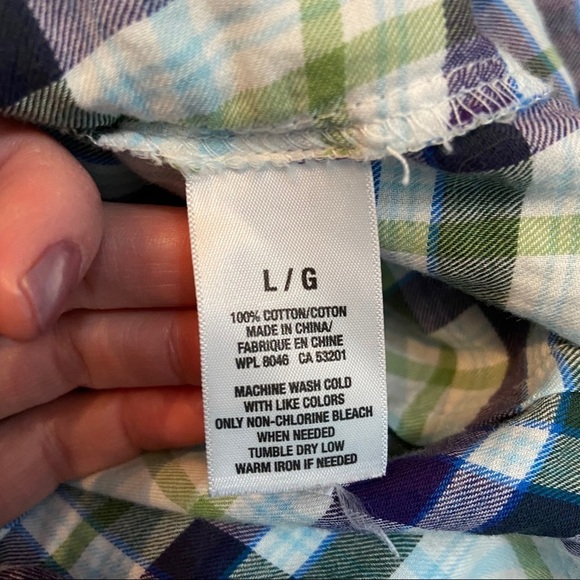 L / G
100% COTTON/COTON
MADE IN CHINA/
FABRIQUE EN CHINE
WPL 8046 CA 53201
MACHINE WASH COLD
WITH LIKE COLORS
ONLY NON-CHLORINE BLEACH
WHEN NEEDED
TUMBLE DRY LOW
WARM IRON IF NEEDED